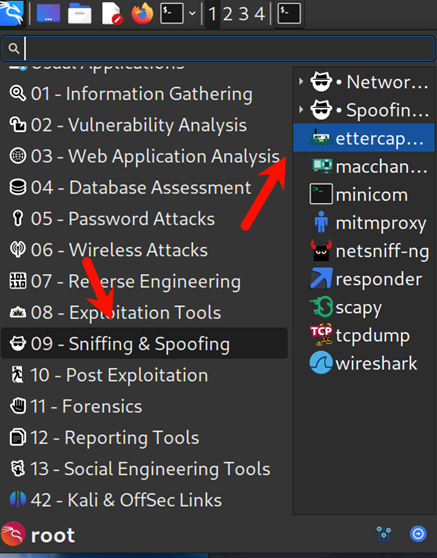 1 2 3 4
Usual Applications
01 - Information Gathering
02 - Vulnerability Analysis
03 - Web Application Analysis
04 - Database Assessment
05 - Password Attacks
06 - Wireless Attacks
07 - Reverse Engineering
08 - Exploitation Tools
09 - Sniffing & Spoofing
10 - Post Exploitation
11 - Forensics
12 - Reporting Tools
13 - Social Engineering Tools
42 - Kali & OffSec Links
root
• Networ...
• Spoofin...
ettercap...
macchan...
minicom
mitmproxy
netsniff-ng
responder
scapy
TCP
tcpdump
wireshark